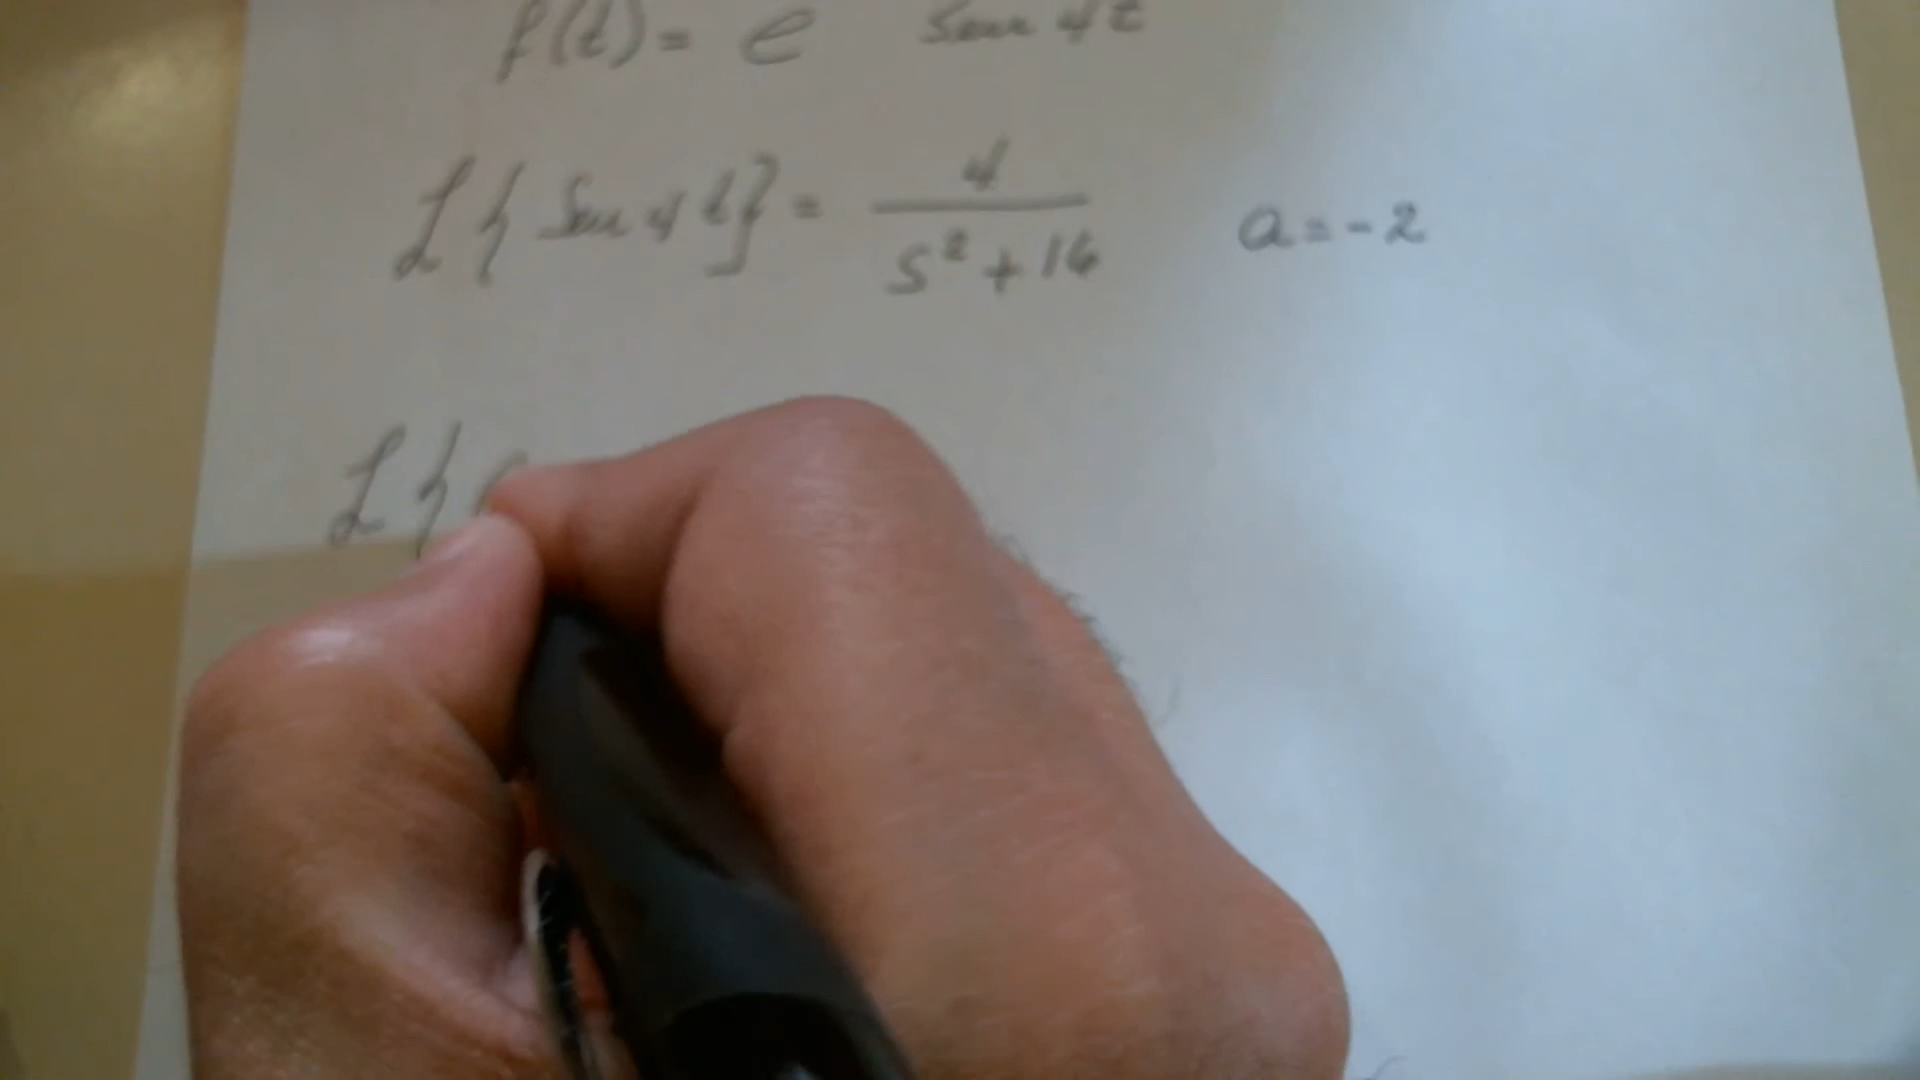 f(t) = e sen 4t
L{sen 4t} = 4/(s²+16) a = -2
L{e